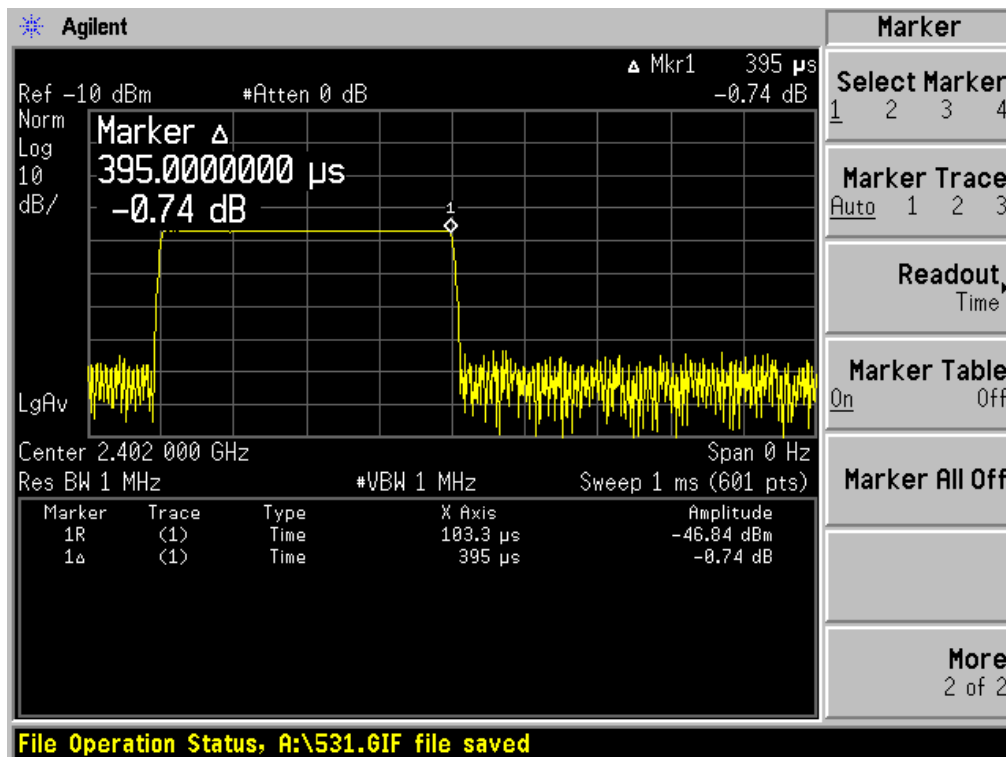 Agilent
Marker
Δ Mkr1 395 µs
Ref -10 dBm #Atten 0 dB -0.74 dB
Norm
Log
10
dB/
Marker Δ
395.0000000 µs
-0.74 dB
1
LgAv
Center 2.402 000 GHz Span 0 Hz
Res BW 1 MHz #VBW 1 MHz Sweep 1 ms (601 pts)
Marker Trace Type X Axis Amplitude
1R (1) Time 103.3 µs -46.84 dBm
1Δ (1) Time 395 µs -0.74 dB
Select Marker
1 2 3 4
Marker Trace
Auto 1 2 3
Readout
Time
Marker Table
On Off
Marker All Off
More
2 of 2
File Operation Status, A:\531.GIF file saved